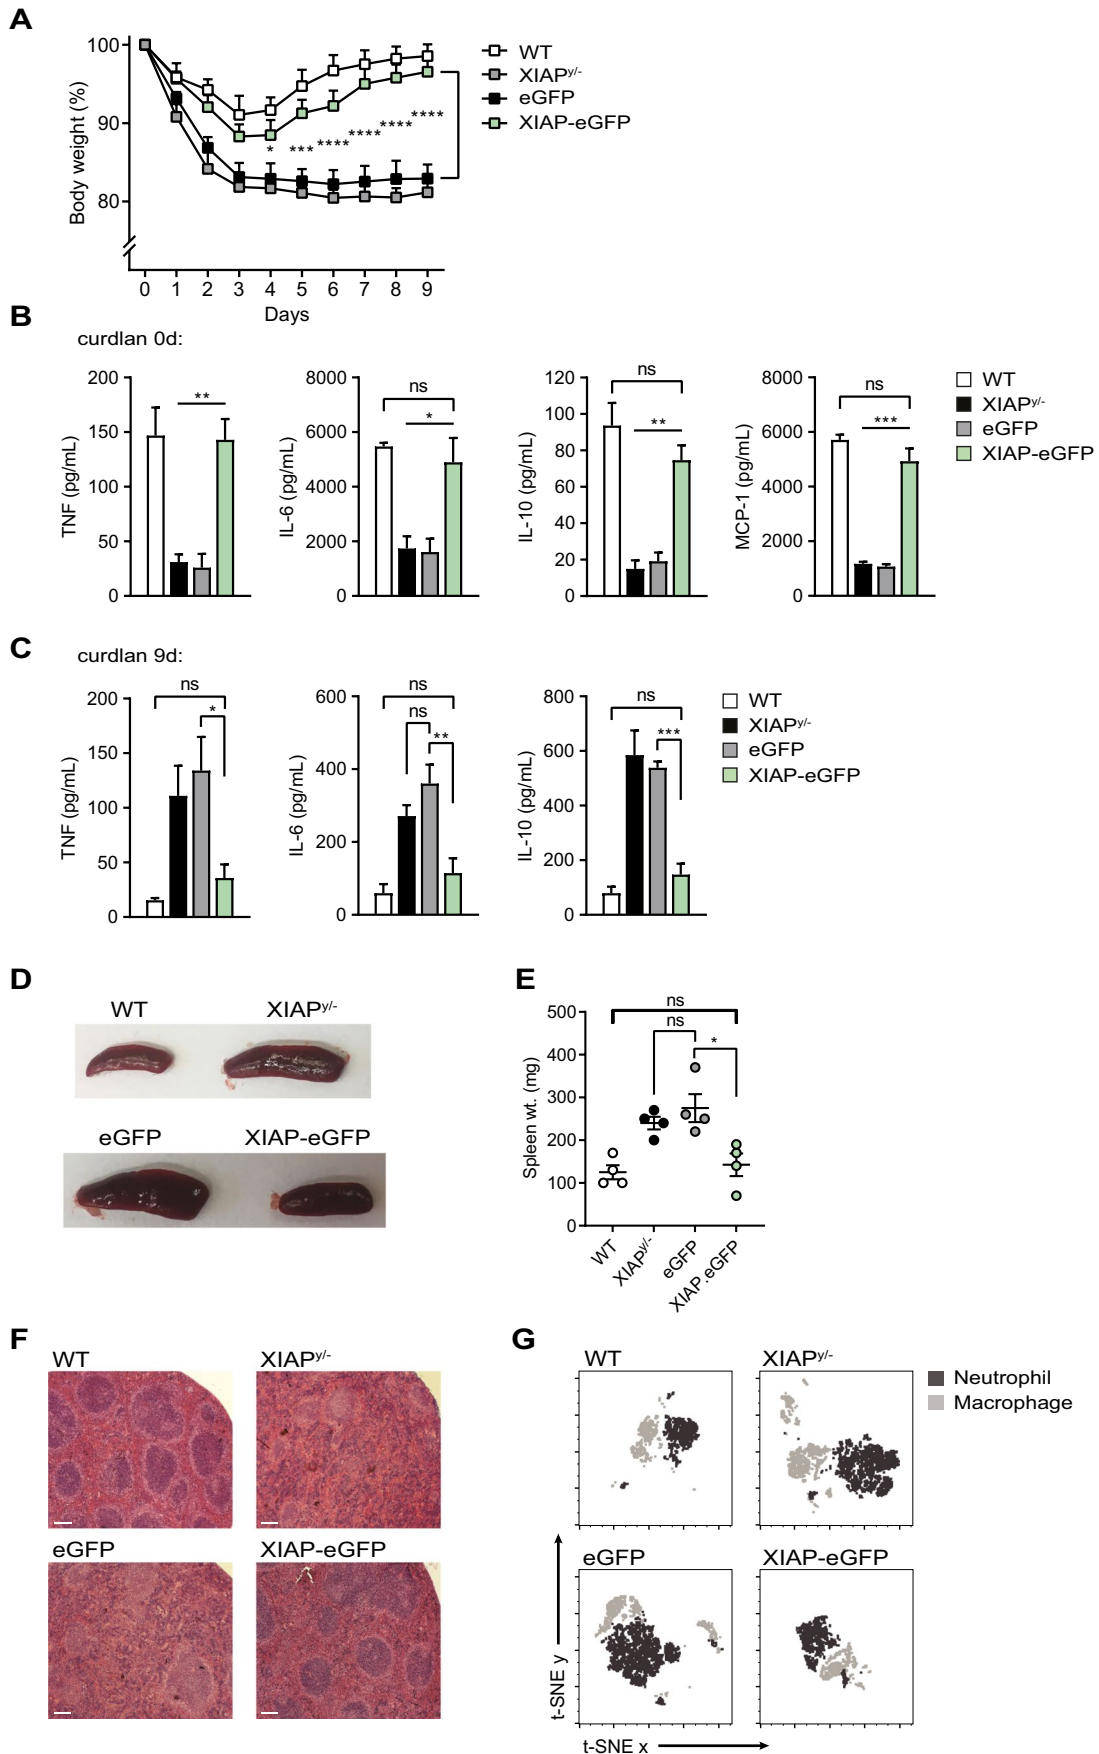 A
100
90
80
Body weight (%)
0 1 2 3 4 5 6 7 8 9
Days
* *** **** **** **** ****
WT
XIAPy/-
eGFP
XIAP-eGFP
B
curdlan 0d:
TNF (pg/mL)
200
150
100
50
0
**
IL-6 (pg/mL)
8000
6000
4000
2000
0
ns
*
IL-10 (pg/mL)
120
100
80
60
40
20
0
ns
**
MCP-1 (pg/mL)
8000
6000
4000
2000
0
ns
***
WT
XIAPy/-
eGFP
XIAP-eGFP
C
curdlan 9d:
TNF (pg/mL)
200
150
100
50
0
ns
*
IL-6 (pg/mL)
600
400
200
0
ns
ns
**
IL-10 (pg/mL)
800
600
400
200
0
ns
***
WT
XIAPy/-
eGFP
XIAP-eGFP
D
WT XIAPy/-
eGFP XIAP-eGFP
E
Spleen wt. (mg)
500
400
300
200
100
0
ns
ns
*
WT
XIAPy/-
eGFP
XIAP.eGFP
F
WT XIAPy/-
eGFP XIAP-eGFP
G
WT XIAPy/-
eGFP XIAP-eGFP
Neutrophil
Macrophage
t-SNE y
t-SNE x